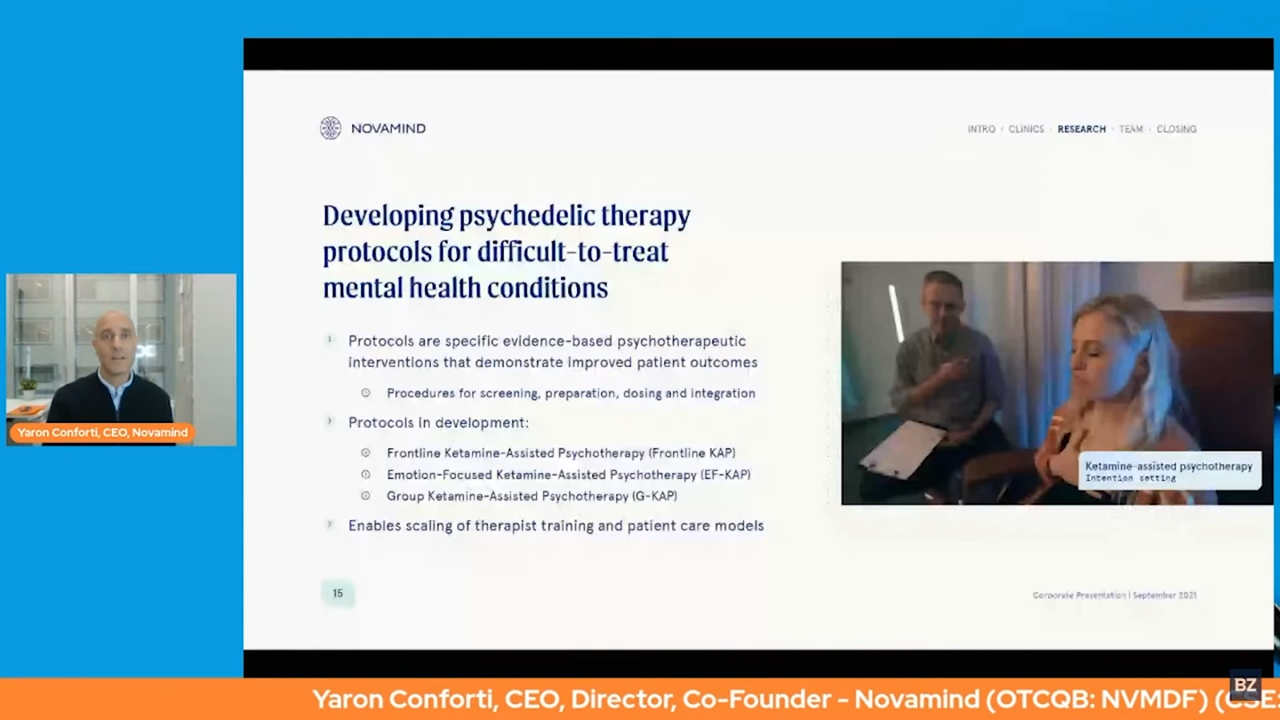 NOVAMIND
INTRO · CLINICS · RESEARCH · TEAM · CLOSING
Developing psychedelic therapy
protocols for difficult-to-treat
mental health conditions
Protocols are specific evidence-based psychotherapeutic
interventions that demonstrate improved patient outcomes
Procedures for screening, preparation, dosing and integration
Protocols in development:
Frontline Ketamine-Assisted Psychotherapy (Frontline KAP)
Emotion-Focused Ketamine-Assisted Psychotherapy (EF-KAP)
Group Ketamine-Assisted Psychotherapy (G-KAP)
Enables scaling of therapist training and patient care models
Ketamine-assisted psychotherapy
Intention setting
15
Corporate Presentation | September 2021
Yaron Conforti, CEO, Novamind
BZ
Yaron Conforti, CEO, Director, Co-Founder - Novamind (OTCQB: NVMDF) (CSE: